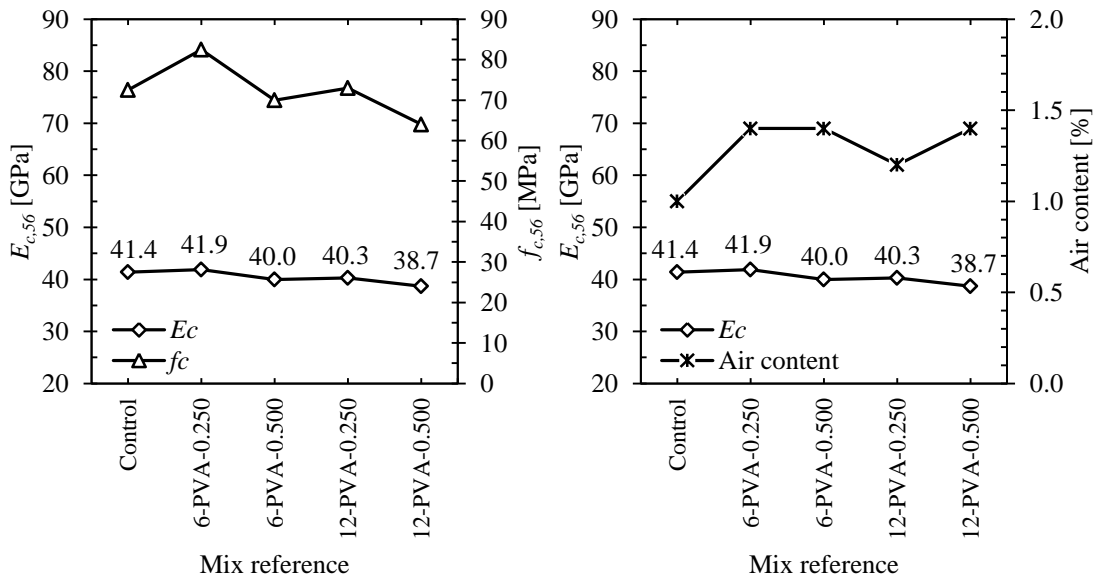 90
80
70
60
50
40
30
20
E_{c,56} [GPa]
90
80
70
60
50
40
30
20
10
0
f_{c,56} [MPa]
41.4
41.9
40.0
40.3
38.7
Ec
fc
Control
6-PVA-0.250
6-PVA-0.500
12-PVA-0.250
12-PVA-0.500
Mix reference
90
80
70
60
50
40
30
20
E_{c,56} [GPa]
2.0
1.5
1.0
0.5
0.0
Air content [%]
41.4
41.9
40.0
40.3
38.7
Ec
Air content
Control
6-PVA-0.250
6-PVA-0.500
12-PVA-0.250
12-PVA-0.500
Mix reference